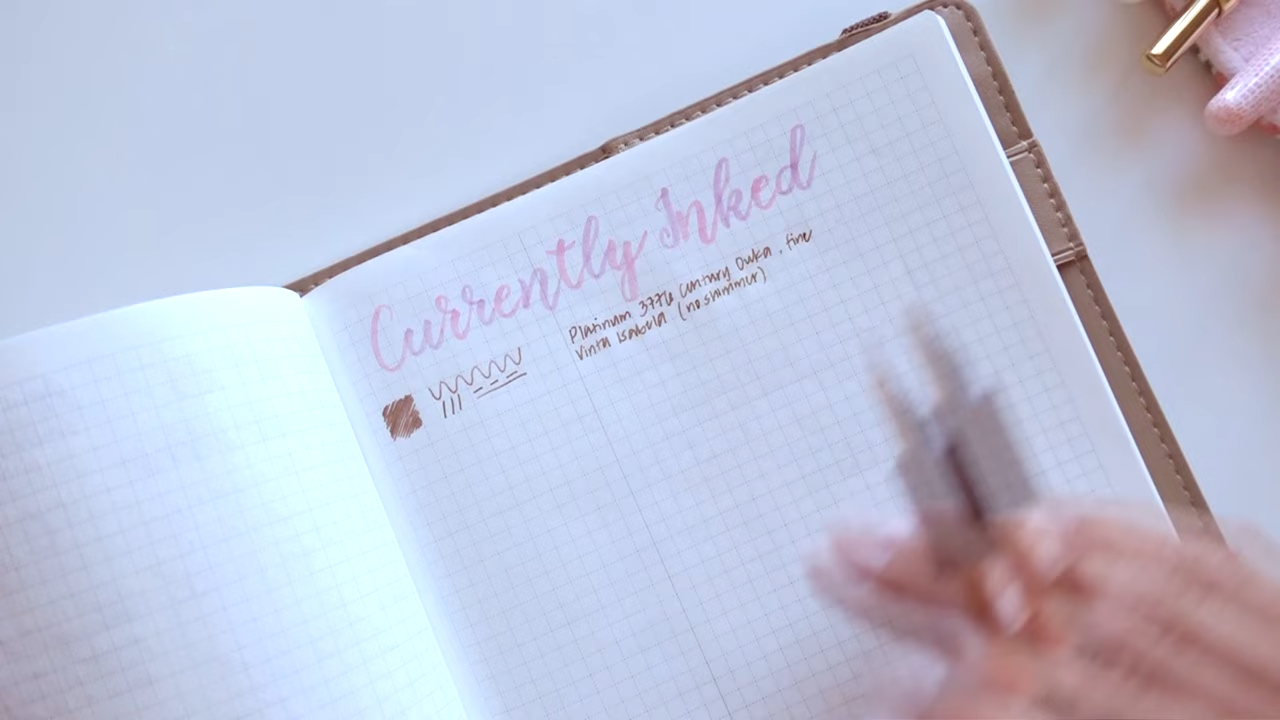 Currently Inked
Platinum 3776 Century Ouka, fine
Vinta Isabela (no shimmer)